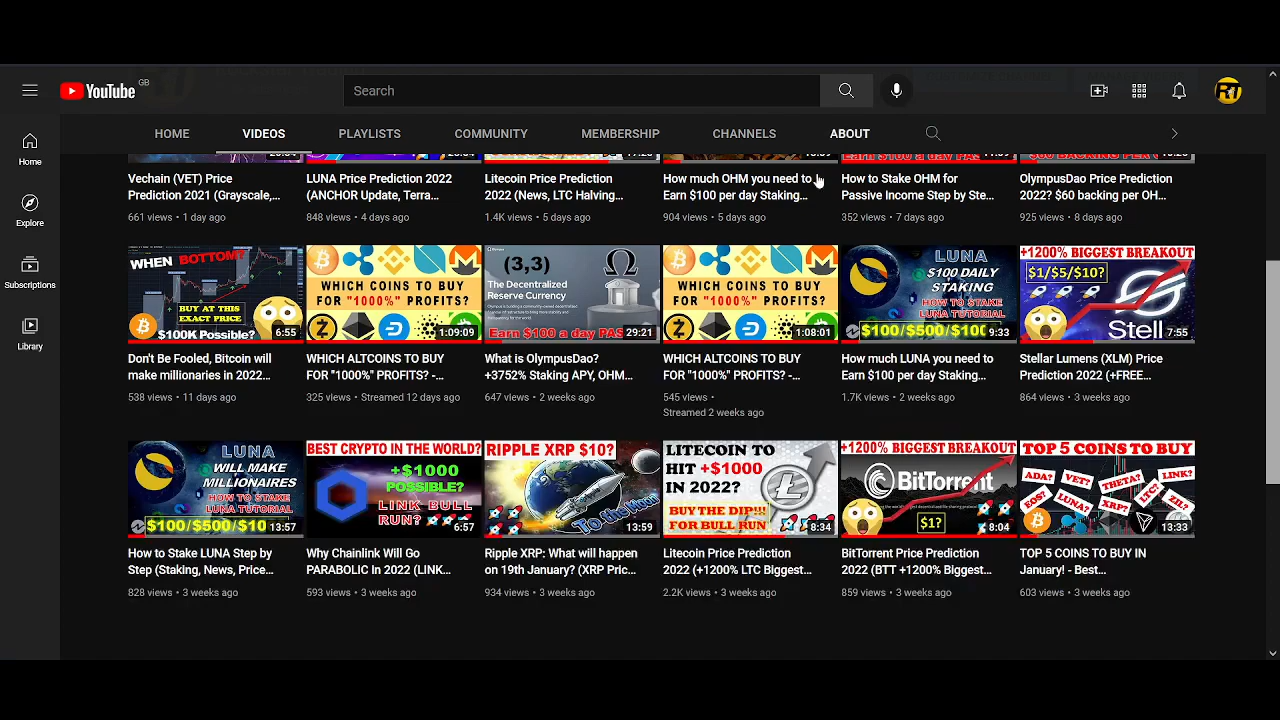 YouTube
GB
Search
HOME
VIDEOS
PLAYLISTS
COMMUNITY
MEMBERSHIP
CHANNELS
ABOUT
Home
Explore
Subscriptions
Library
Vechain (VET) Price
Prediction 2021 (Grayscale,...
661 views • 1 day ago
LUNA Price Prediction 2022
(ANCHOR Update, Terra...
848 views • 4 days ago
Litecoin Price Prediction
2022 (News, LTC Halving...
1.4K views • 5 days ago
How much OHM you need to
Earn $100 per day Staking...
904 views • 5 days ago
How to Stake OHM for
Passive Income Step by Ste...
352 views • 7 days ago
OlympusDao Price Prediction
2022? $60 backing per OH...
925 views • 8 days ago
WHEN BOTTOM?
BUY AT THIS
EXACT PRICE
$100K Possible?
6:55
Don't Be Fooled, Bitcoin will
make millionaires in 2022...
538 views • 11 days ago
WHICH COINS TO BUY
FOR "1000%" PROFITS?
1:09:09
WHICH ALTCOINS TO BUY
FOR "1000%" PROFITS? -...
325 views • Streamed 12 days ago
(3,3)
The Decentralized
Reserve Currency
Earn $100 a day PAS
29:21
What is OlympusDao?
+3752% Staking APY, OHM...
647 views • 2 weeks ago
WHICH COINS TO BUY
FOR "1000%" PROFITS?
1:08:01
WHICH ALTCOINS TO BUY
FOR "1000%" PROFITS? -...
545 views •
Streamed 2 weeks ago
LUNA
$100 DAILY
STAKING
HOW TO STAKE
LUNA TUTORIAL
$100/$500/$10
9:33
How much LUNA you need to
Earn $100 per day Staking...
1.7K views • 2 weeks ago
+1200% BIGGEST BREAKOUT
$1/$5/$10?
Stell
7:55
Stellar Lumens (XLM) Price
Prediction 2022 (+FREE...
864 views • 3 weeks ago
LUNA
WILL MAKE
MILLIONAIRES
HOW TO STAKE
LUNA TUTORIAL
$100/$500/$10
13:57
How to Stake LUNA Step by
Step (Staking, News, Price...
828 views • 3 weeks ago
BEST CRYPTO IN THE WORLD?
+$1000
POSSIBLE?
LINK BULL
RUN?
6:57
Why Chainlink Will Go
PARABOLIC In 2022 (LINK...
593 views • 3 weeks ago
RIPPLE XRP $10?
To the
13:59
Ripple XRP: What will happen
on 19th January? (XRP Pric...
934 views • 3 weeks ago
LITECOIN TO
HIT +$1000
IN 2022?
BUY THE DIP!!!
FOR BULL RUN
8:34
Litecoin Price Prediction
2022 (+1200% LTC Biggest...
2.2K views • 3 weeks ago
+1200% BIGGEST BREAKOUT
BitTorrent
$1?
8:04
BitTorrent Price Prediction
2022 (BTT +1200% Biggest...
859 views • 3 weeks ago
TOP 5 COINS TO BUY
ADA?
VET?
THETA?
LINK?
EOS?
LUNA?
XRP?
LTC?
ZIL?
13:33
TOP 5 COINS TO BUY IN
January! - Best...
603 views • 3 weeks ago